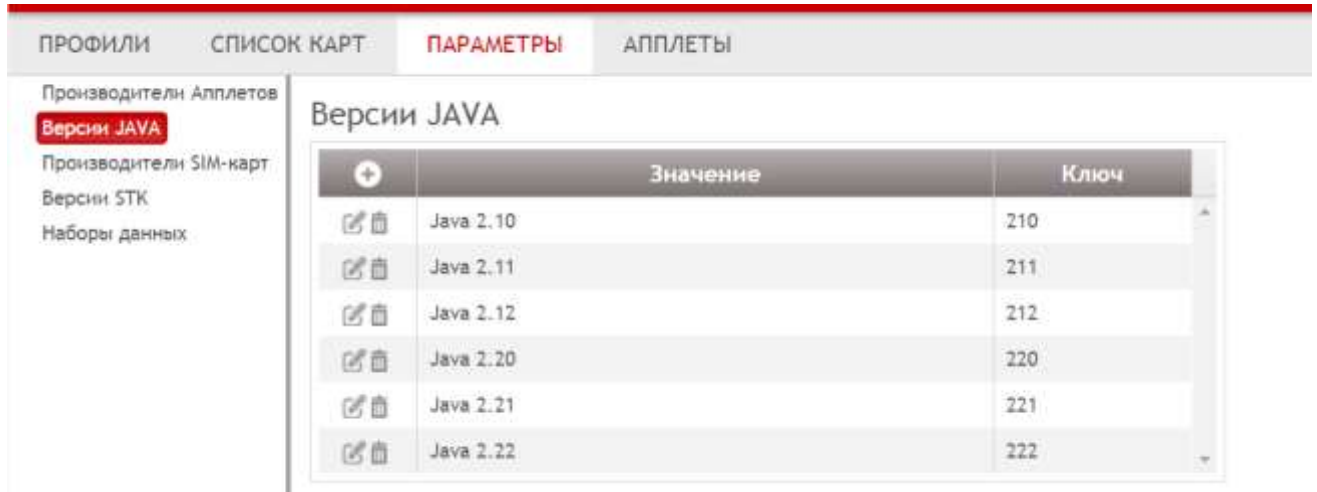 ПРОФИЛИ СПИСОК КАРТ ПАРАМЕТРЫ АППЛЕТЫ
Производители Апплетов
Версии JAVA
Производители SIM-карт
Версии STK
Наборы данных
Версии JAVA
Значение Ключ
Java 2.10 210
Java 2.11 211
Java 2.12 212
Java 2.20 220
Java 2.21 221
Java 2.22 222